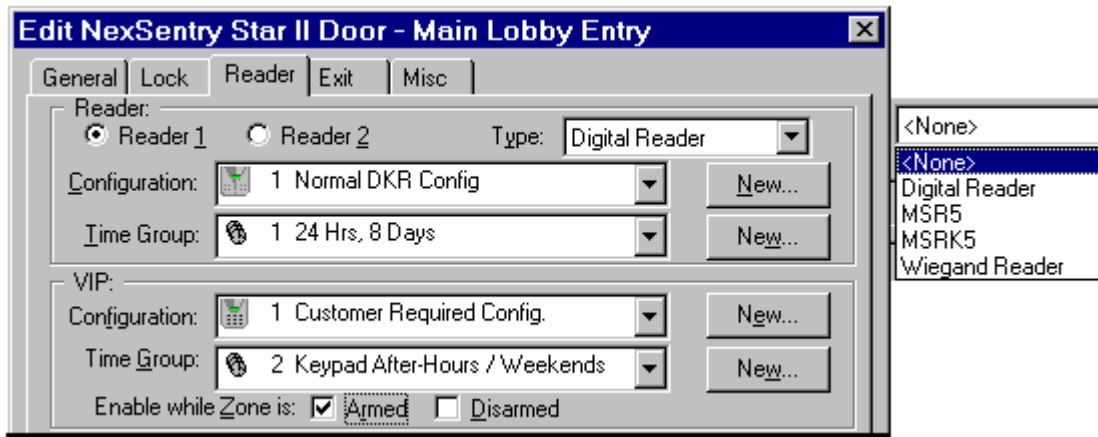 Edit NexSentry Star II Door - Main Lobby Entry
General Lock Reader Exit Misc
Reader:
Reader 1 Reader 2 Type: Digital Reader
Configuration: 1 Normal DKR Config New...
Time Group: 1 24 Hrs, 8 Days New...
VIP:
Configuration: 1 Customer Required Config. New...
Time Group: 2 Keypad After-Hours / Weekends New...
Enable while Zone is: Armed Disarmed
<None>
<None>
Digital Reader
MSR5
MSRK5
Wiegand Reader